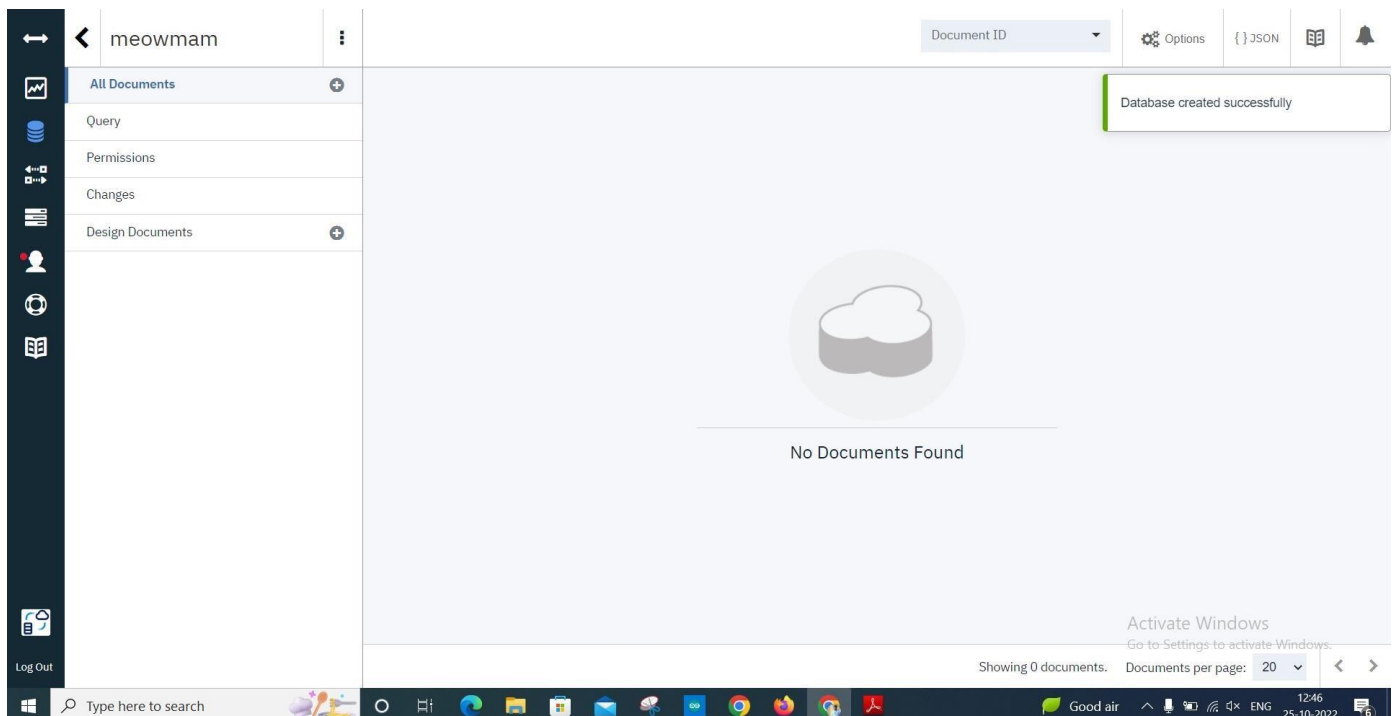 meowmam
Document ID
Options
{ } JSON
All Documents
Database created successfully
Query
Permissions
Changes
Design Documents
No Documents Found
Activate Windows
Go to Settings to activate Windows.
Log Out
Showing 0 documents.
Documents per page: 20
Type here to search
Good air
ENG
12:46
25-10-2022
6